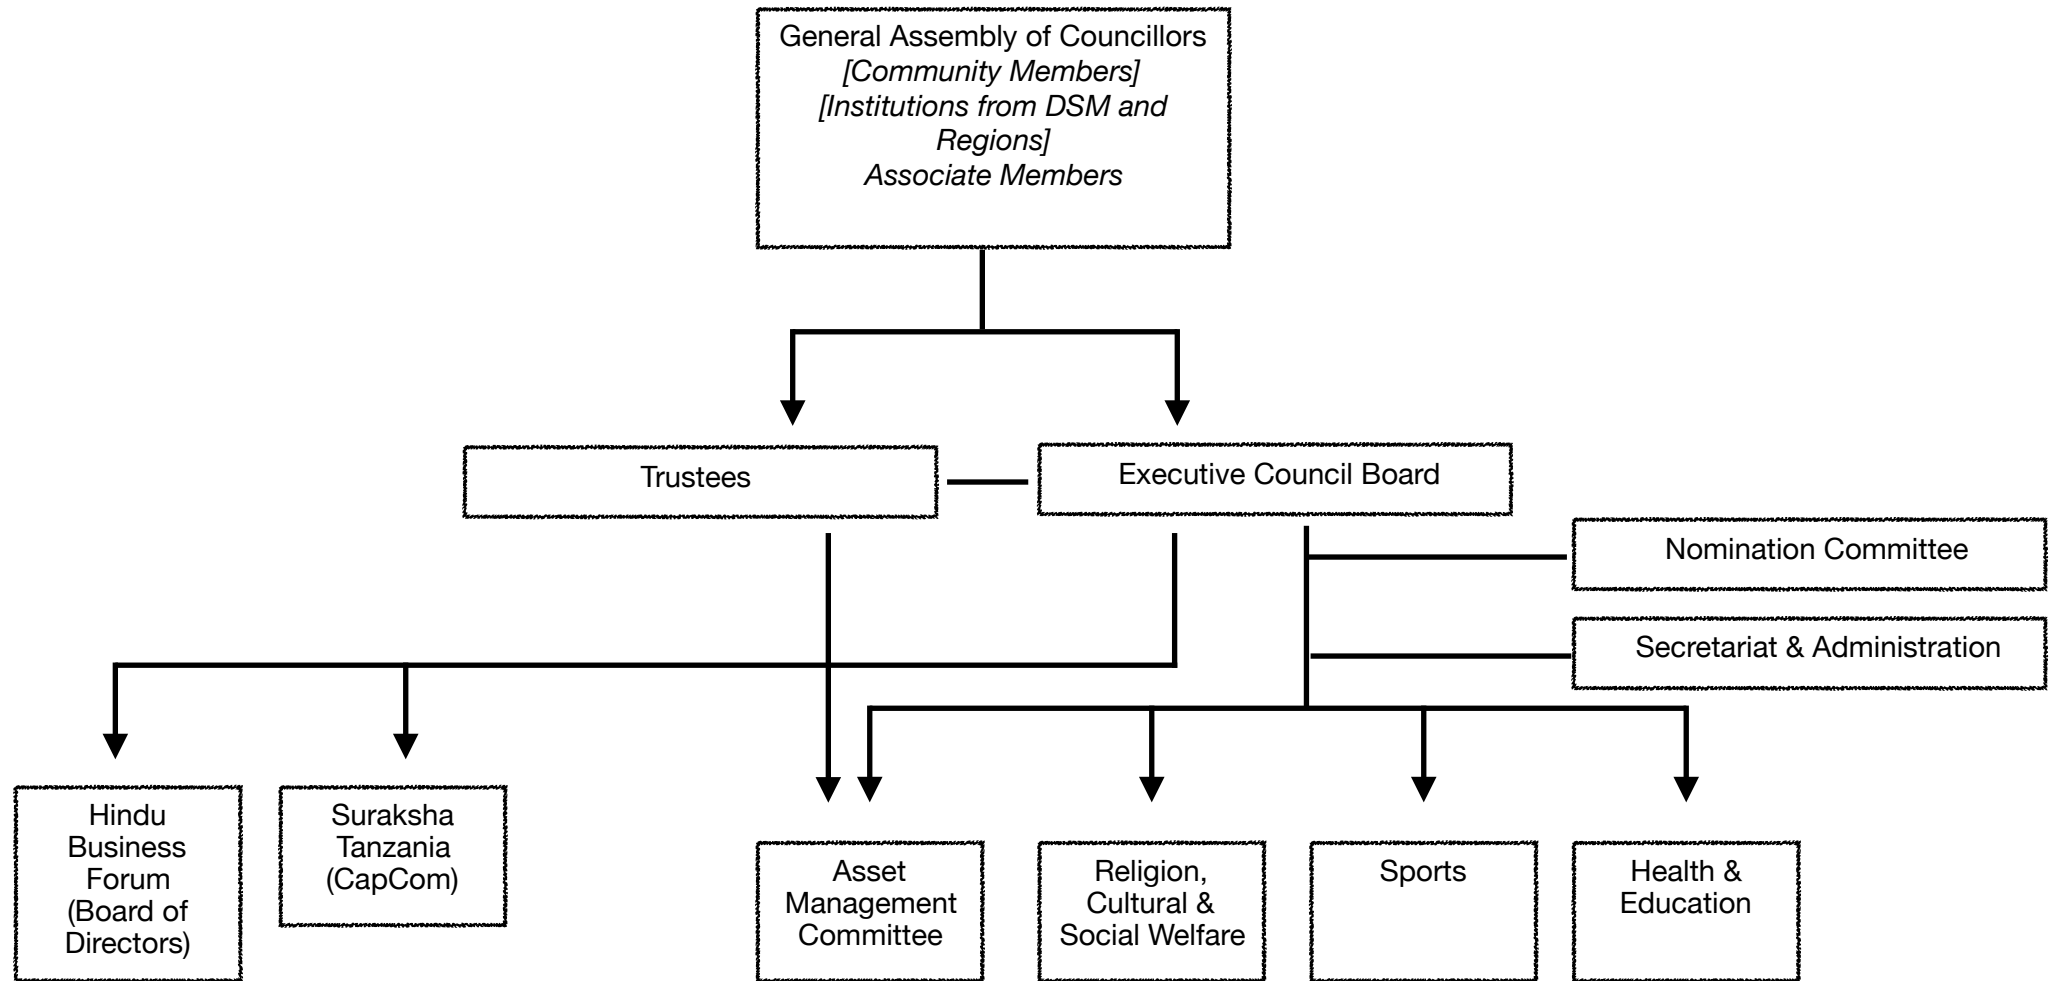 General Assembly of Councillors
[Community Members]
[Institutions from DSM and
Regions]
Associate Members
Trustees
Executive Council Board
Nomination Committee
Secretariat & Administration
Hindu
Business
Forum
(Board of
Directors)
Suraksha
Tanzania
(CapCom)
Asset
Management
Committee
Religion,
Cultural &
Social Welfare
Sports
Health &
Education